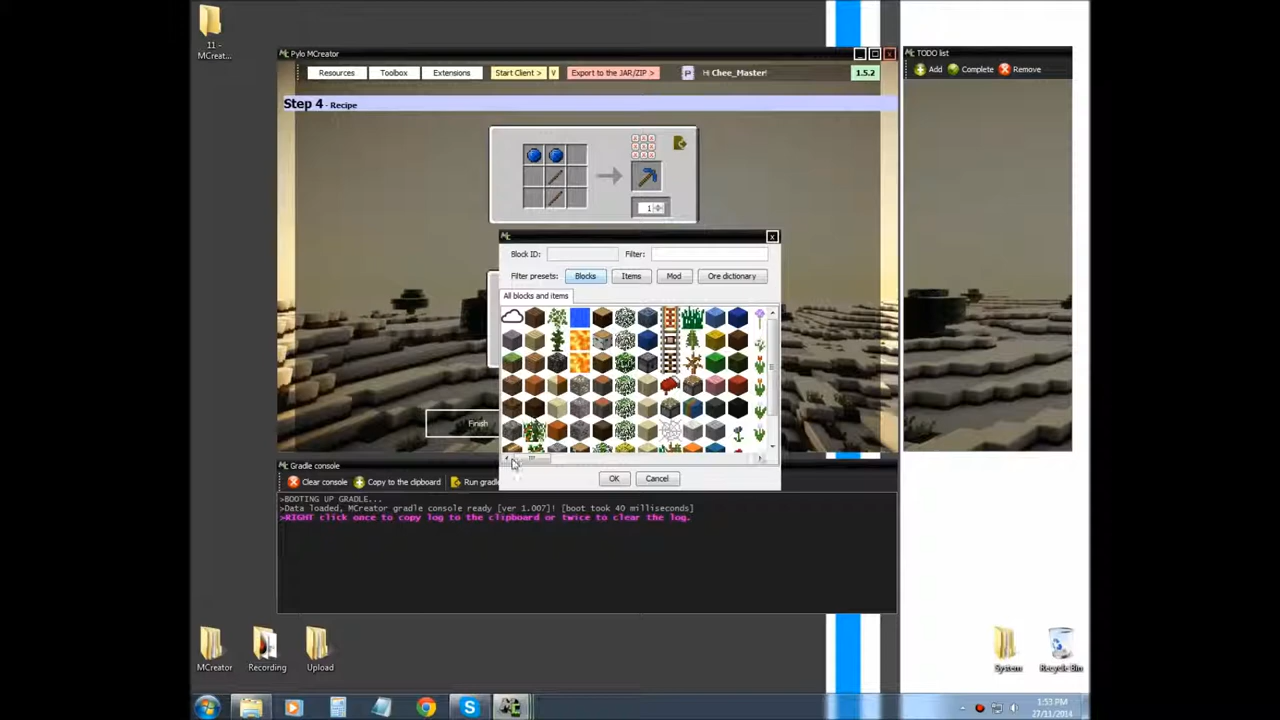 11 -
MCreat...
Pylo MCreator
TODO list
Resources
Toolbox
Extensions
Start Client >
v
Export to the JAR/ZIP >
P
Hi Chee_Master!
1.5.2
Add
Complete
Remove
Step 4 - Recipe
1
Block ID:
Filter:
Filter presets:
Blocks
Items
Mod
Ore dictionary
All blocks and items
Finish
OK
Cancel
Gradle console
Clear console
Copy to the clipboard
Run gradle
>BOOTING UP GRADLE...
>Data loaded, MCreator gradle console ready [ver 1.007]! [boot took 40 milliseconds]
>RIGHT click once to copy log to the clipboard or twice to clear the log.
MCreator
Recording
Upload
System
Recycle Bin
1:53 PM
27/11/2014